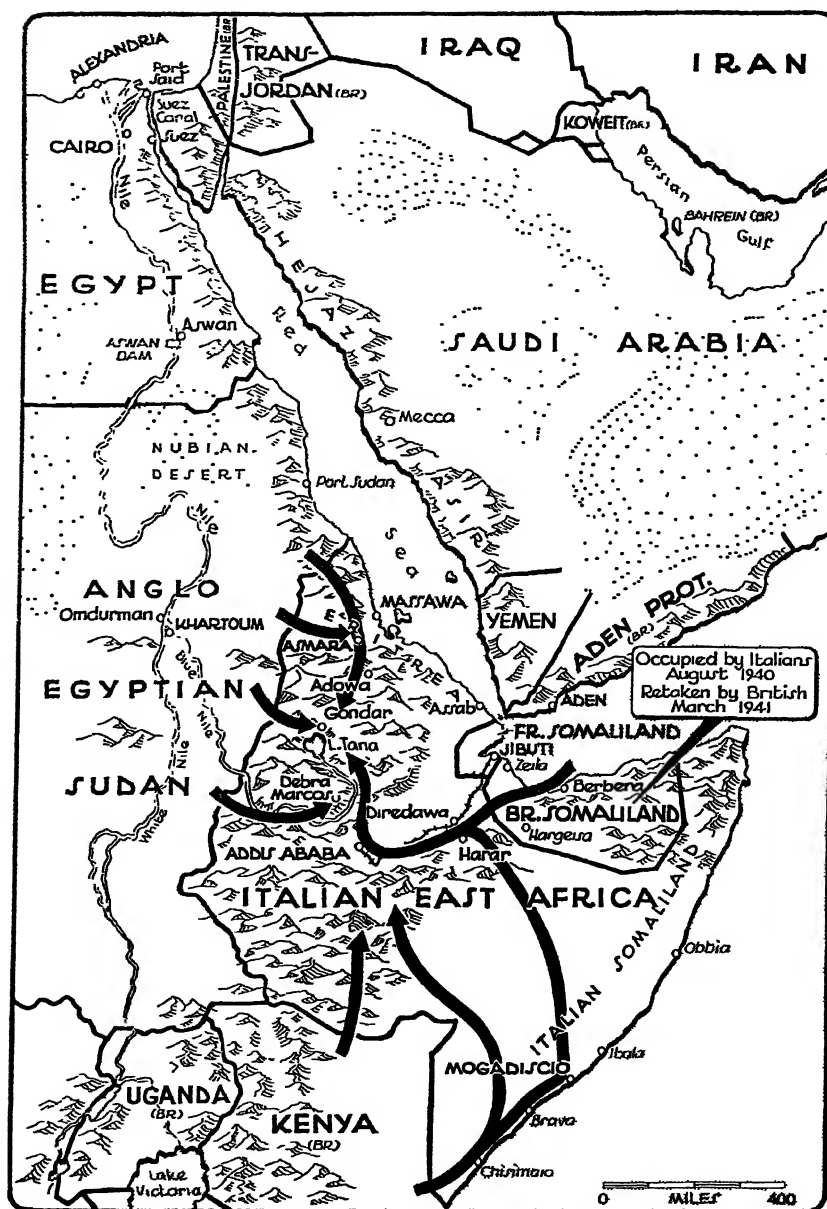 ALEXANDRIA
Port
Said
Suez
Canal
Suez
CAIRO
Nile
PALESTINE (BR)
TRANS-
JORDAN (BR)
IRAQ
IRAN
KOWEIT (BR)
Persian
Gulf
BAHREIN (BR)
EGYPT
Aswan
ASWAN
DAM
Red
Sea
HEJAZ
SAUDI ARABIA
Mecca
ASIR
NUBIAN
DESERT
Port Sudan
Nile
ANGLO
Omdurman
KHARTOUM
EGYPTIAN
SUDAN
Blue Nile
White Nile
ERITREA
MASSAWA
ASMARA
Adowa
Gondar
L. Tana
Assab
YEMEN
ADEN PROT.
(BR)
ADEN
Occupied by Italians
August 1940
Retaken by British
March 1941
FR. SOMALILAND
JIBUTI
Zeila
Berbera
BR. SOMALILAND
Hargeisa
Debra
Marcos
Diredawa
Harar
ADDIS ABABA
ITALIAN EAST AFRICA
ITALIAN SOMALILAND
Obbia
Itala
MOGADISCIO
Brava
Chisimaio
UGANDA
(BR)
KENYA
(BR)
Lake
Victoria
0 MILES 400